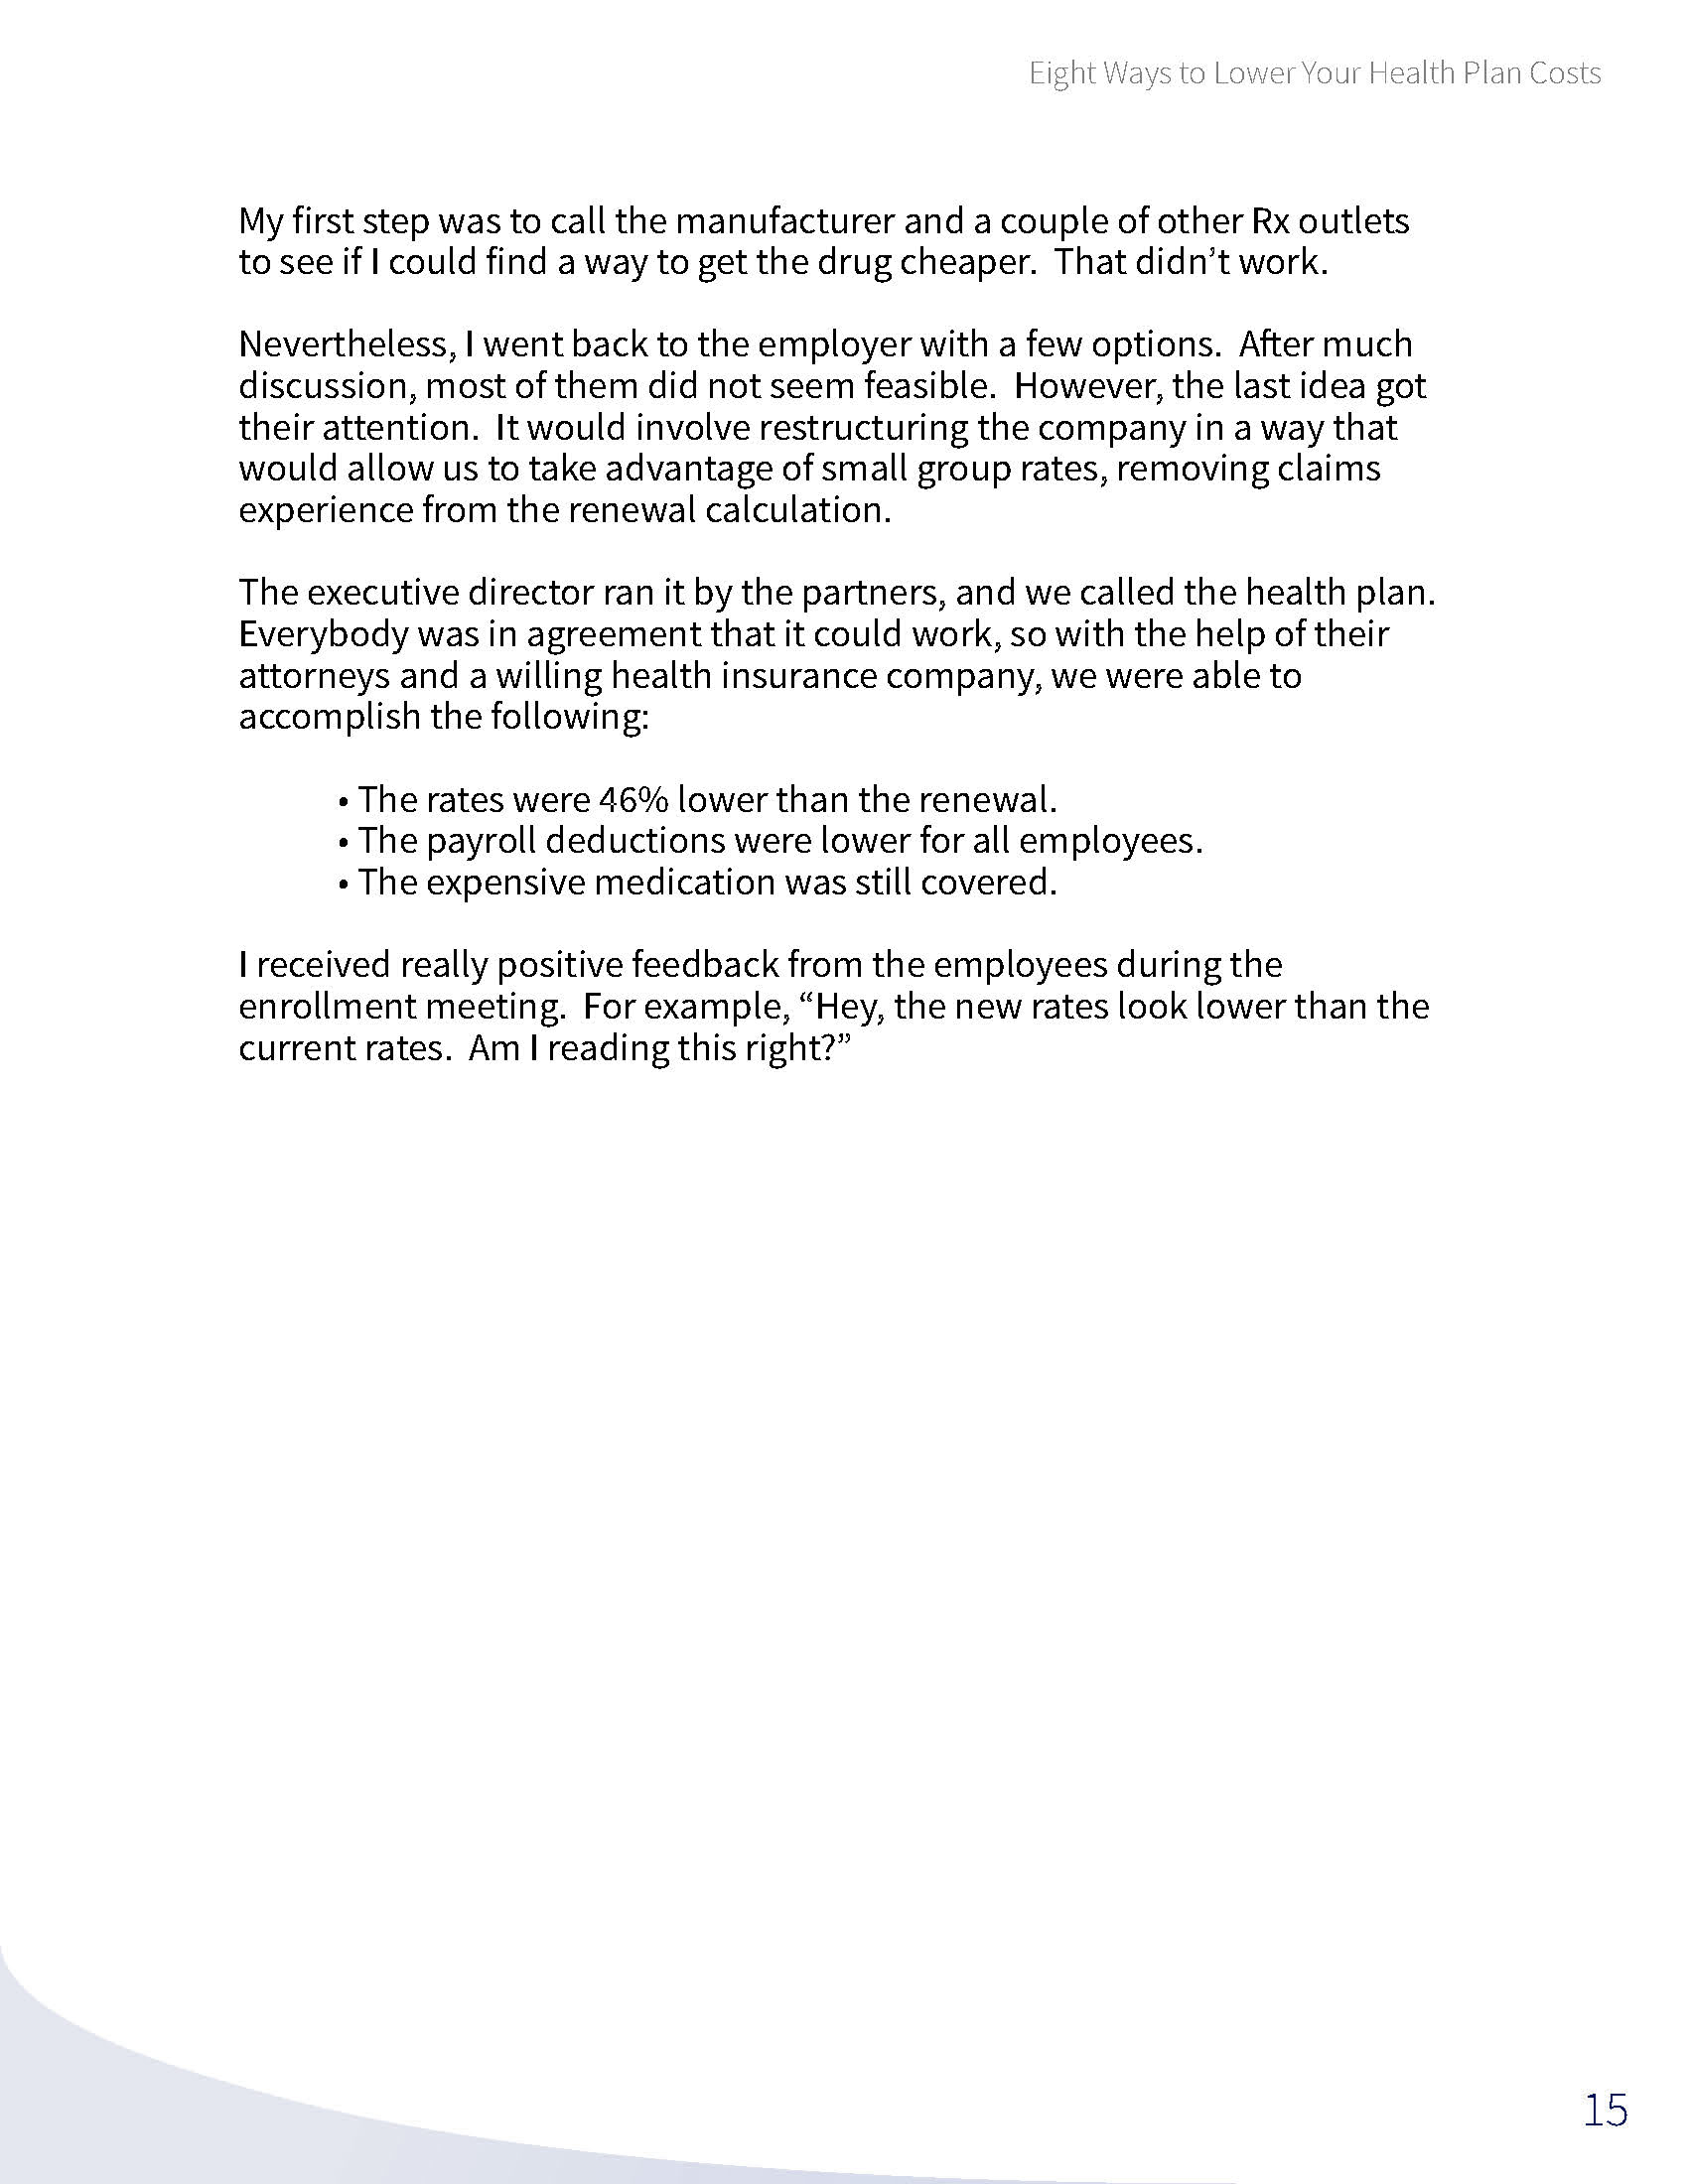 Eight Ways to Lower Your Health Plan Costs
My first step was to call the manufacturer and a couple of other Rx outlets
to see if I could find a way to get the drug cheaper.  That didn’t work.
Nevertheless, I went back to the employer with a few options.  After much
discussion, most of them did not seem feasible.  However, the last idea got
their attention.  It would involve restructuring the company in a way that
would allow us to take advantage of small group rates, removing claims
experience from the renewal calculation.
The executive director ran it by the partners, and we called the health plan.
Everybody was in agreement that it could work, so with the help of their
attorneys and a willing health insurance company, we were able to
accomplish the following:
• The rates were 46% lower than the renewal.
• The payroll deductions were lower for all employees.
• The expensive medication was still covered.
I received really positive feedback from the employees during the
enrollment meeting.  For example, “Hey, the new rates look lower than the
current rates.  Am I reading this right?”
15